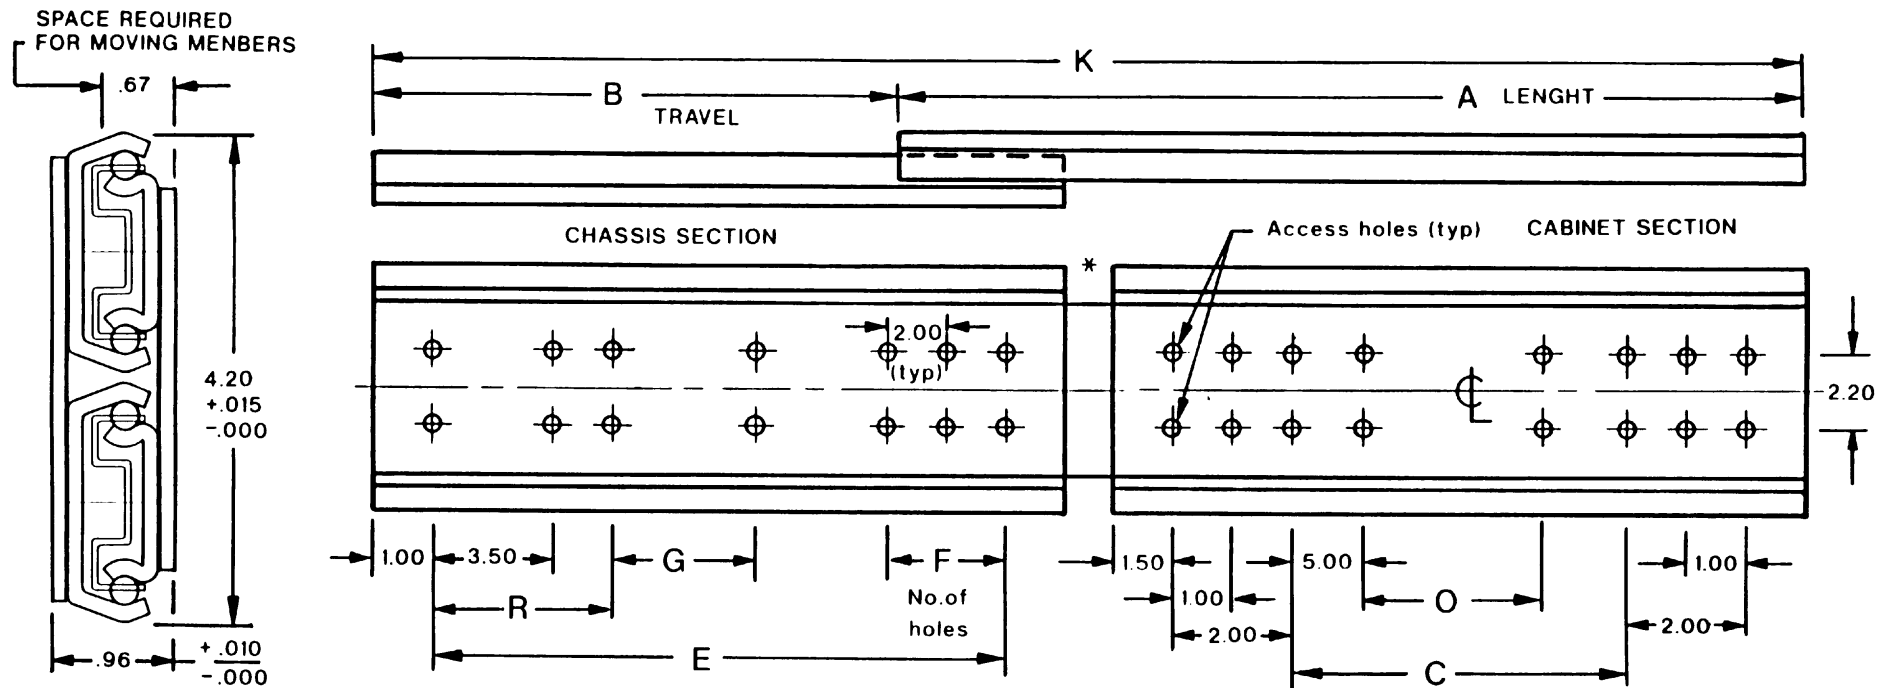 SPACE REQUIRED
FOR MOVING MENBERS
.67
K
B
TRAVEL
A LENGHT
CHASSIS SECTION
*
Access holes (typ)
CABINET SECTION
2.00
(typ)
4.20
+.015
-.000
2.20
1.00
3.50
G
F
1.50
5.00
1.00
R
No.of
holes
1.00
O
2.00
2.00
E
C
.96
+.010
-.000